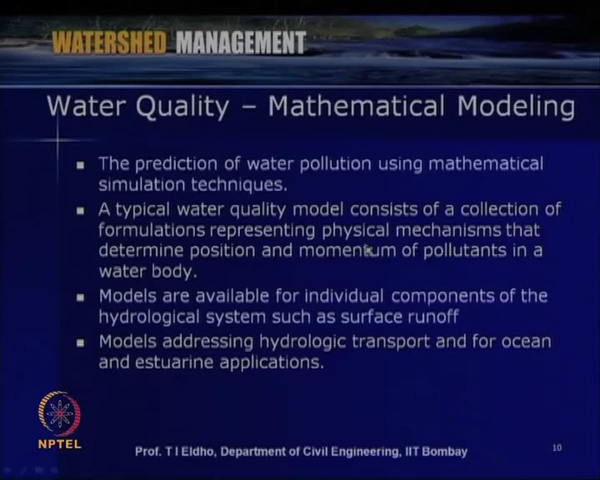 WATERSHED MANAGEMENT
Water Quality – Mathematical Modeling
The prediction of water pollution using mathematical
simulation techniques.
A typical water quality model consists of a collection of
formulations representing physical mechanisms that
determine position and momentum of pollutants in a
water body.
Models are available for individual components of the
hydrological system such as surface runoff
Models addressing hydrologic transport and for ocean
and estuarine applications.
NPTEL
Prof. T I Eldho, Department of Civil Engineering, IIT Bombay
10